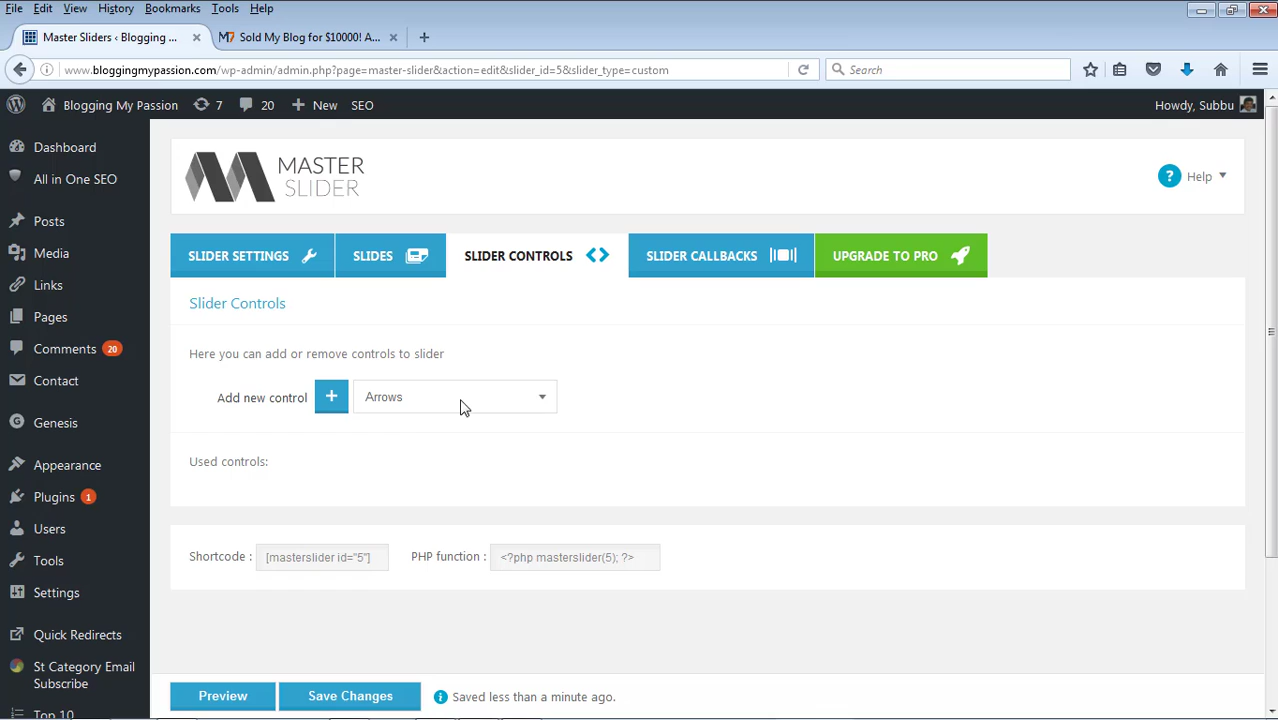 File Edit View History Bookmarks Tools Help
Master Sliders ‹ Blogging ... × M7 Sold My Blog for $10000! A... × +
www.bloggingmypassion.com/wp-admin/admin.php?page=master-slider&action=edit&slider_id=5&slider_type=custom Search
Blogging My Passion 7 20 + New SEO Howdy, Subbu
Dashboard
All in One SEO
Posts
Media
Links
Pages
Comments 20
Contact
Genesis
Appearance
Plugins 1
Users
Tools
Settings
Quick Redirects
St Category Email
Subscribe
Top 10
MASTER
SLIDER
? Help
SLIDER SETTINGS SLIDES SLIDER CONTROLS SLIDER CALLBACKS UPGRADE TO PRO
Slider Controls
Here you can add or remove controls to slider
Add new control + Arrows
Used controls:
Shortcode : [masterslider id="5"] PHP function : <?php masterslider(5); ?>
Preview Save Changes Saved less than a minute ago.